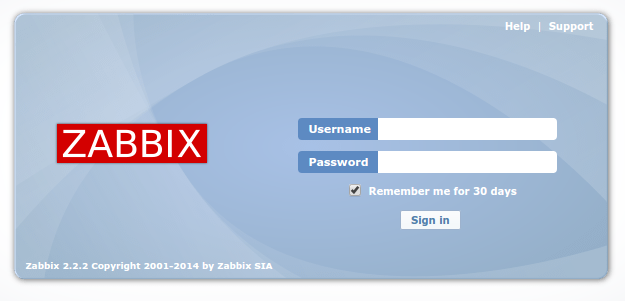 Help | Support
ZABBIX
Username
Password
Remember me for 30 days
Sign in
Zabbix 2.2.2 Copyright 2001-2014 by Zabbix SIA